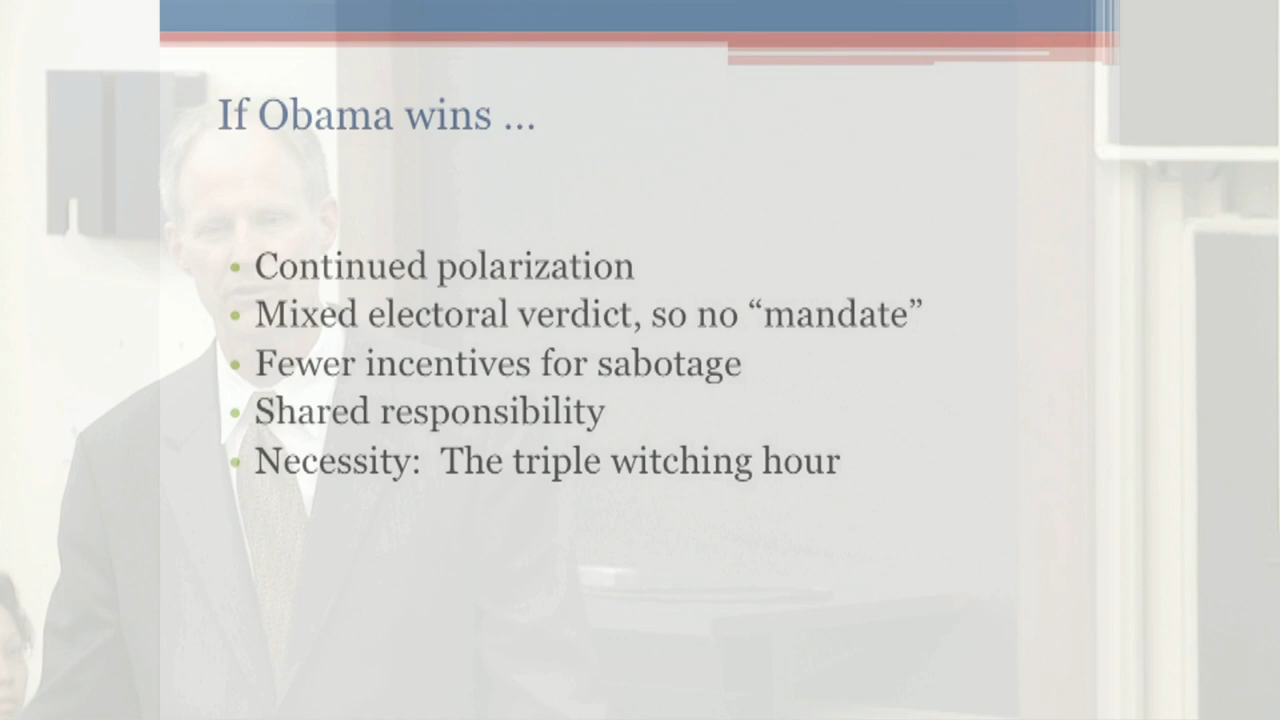 If Obama wins ...
• Continued polarization
• Mixed electoral verdict, so no “mandate”
• Fewer incentives for sabotage
• Shared responsibility
• Necessity:  The triple witching hour